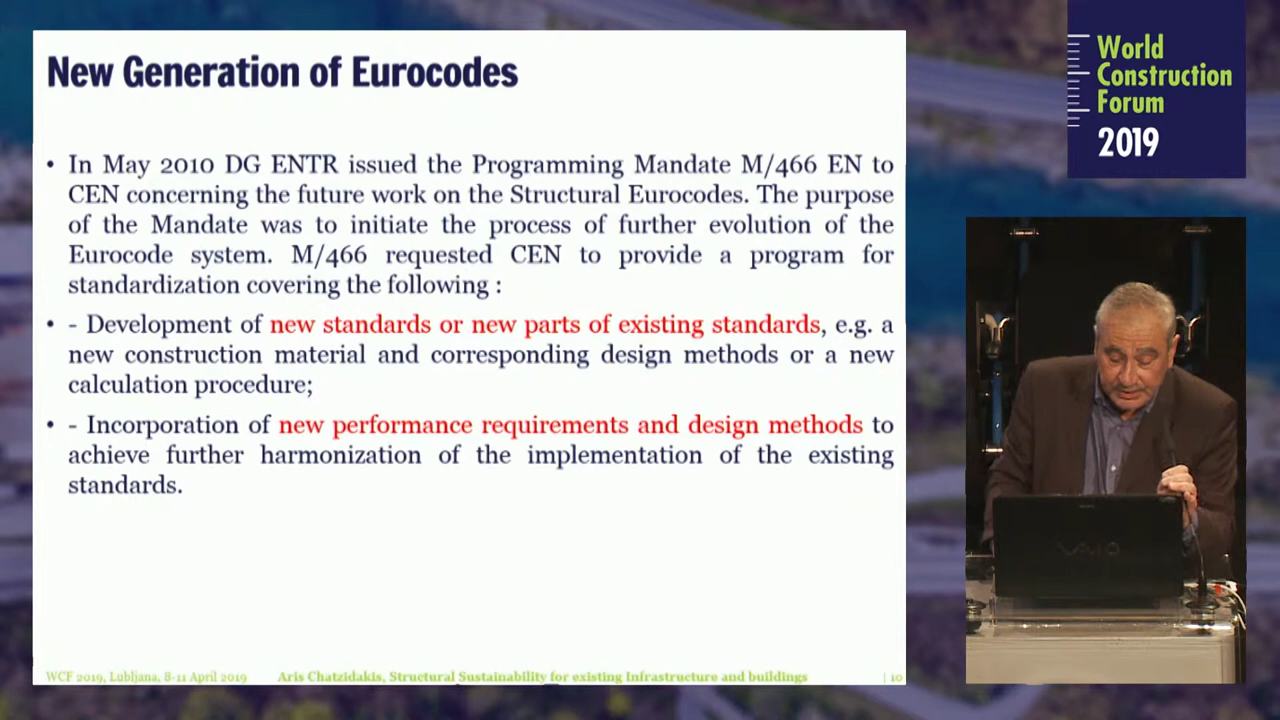 New Generation of Eurocodes
• In May 2010 DG ENTR issued the Programming Mandate M/466 EN to
CEN concerning the future work on the Structural Eurocodes. The purpose
of the Mandate was to initiate the process of further evolution of the
Eurocode system. M/466 requested CEN to provide a program for
standardization covering the following :
• - Development of new standards or new parts of existing standards, e.g. a
new construction material and corresponding design methods or a new
calculation procedure;
• - Incorporation of new performance requirements and design methods to
achieve further harmonization of the implementation of the existing
standards.
WCF 2019, Lubljana, 8-11 April 2019 Aris Chatzidakis, Structural Sustainability for existing Infrastructure and buildings | 10
World
Construction
Forum
2019
VAIO